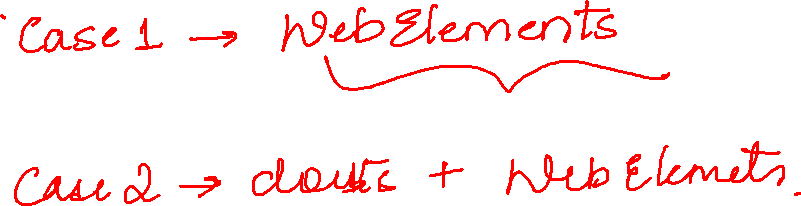 Case 1 → WebElements
Case 2 → + WebElemets.